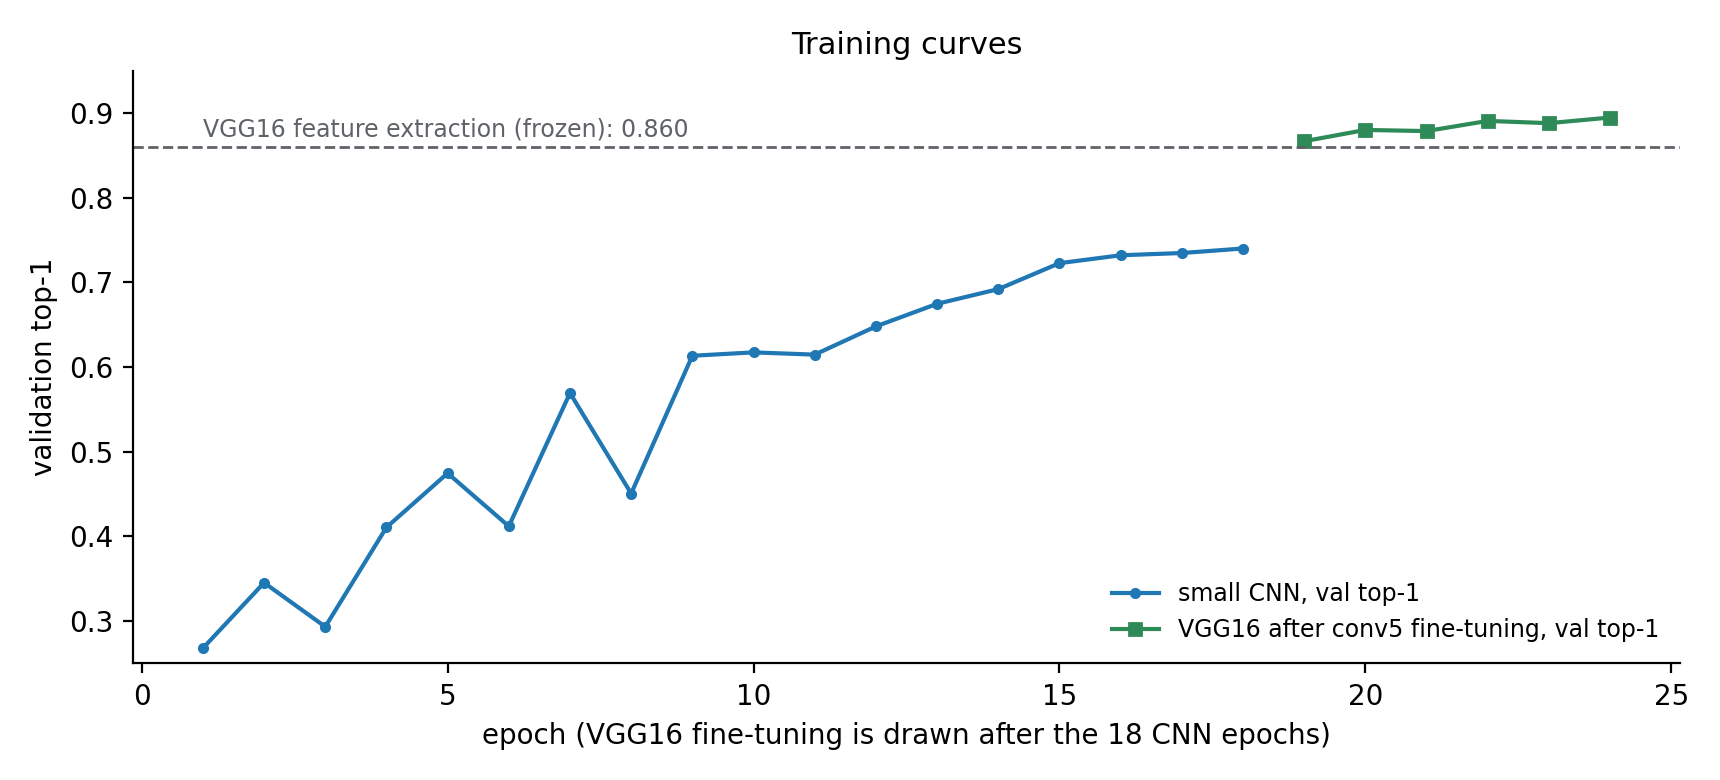 Training curves
validation top-1
0.9
0.8
0.7
0.6
0.5
0.4
0.3
VGG16 feature extraction (frozen): 0.860
small CNN, val top-1
VGG16 after conv5 fine-tuning, val top-1
0 5 10 15 20 25
epoch (VGG16 fine-tuning is drawn after the 18 CNN epochs)